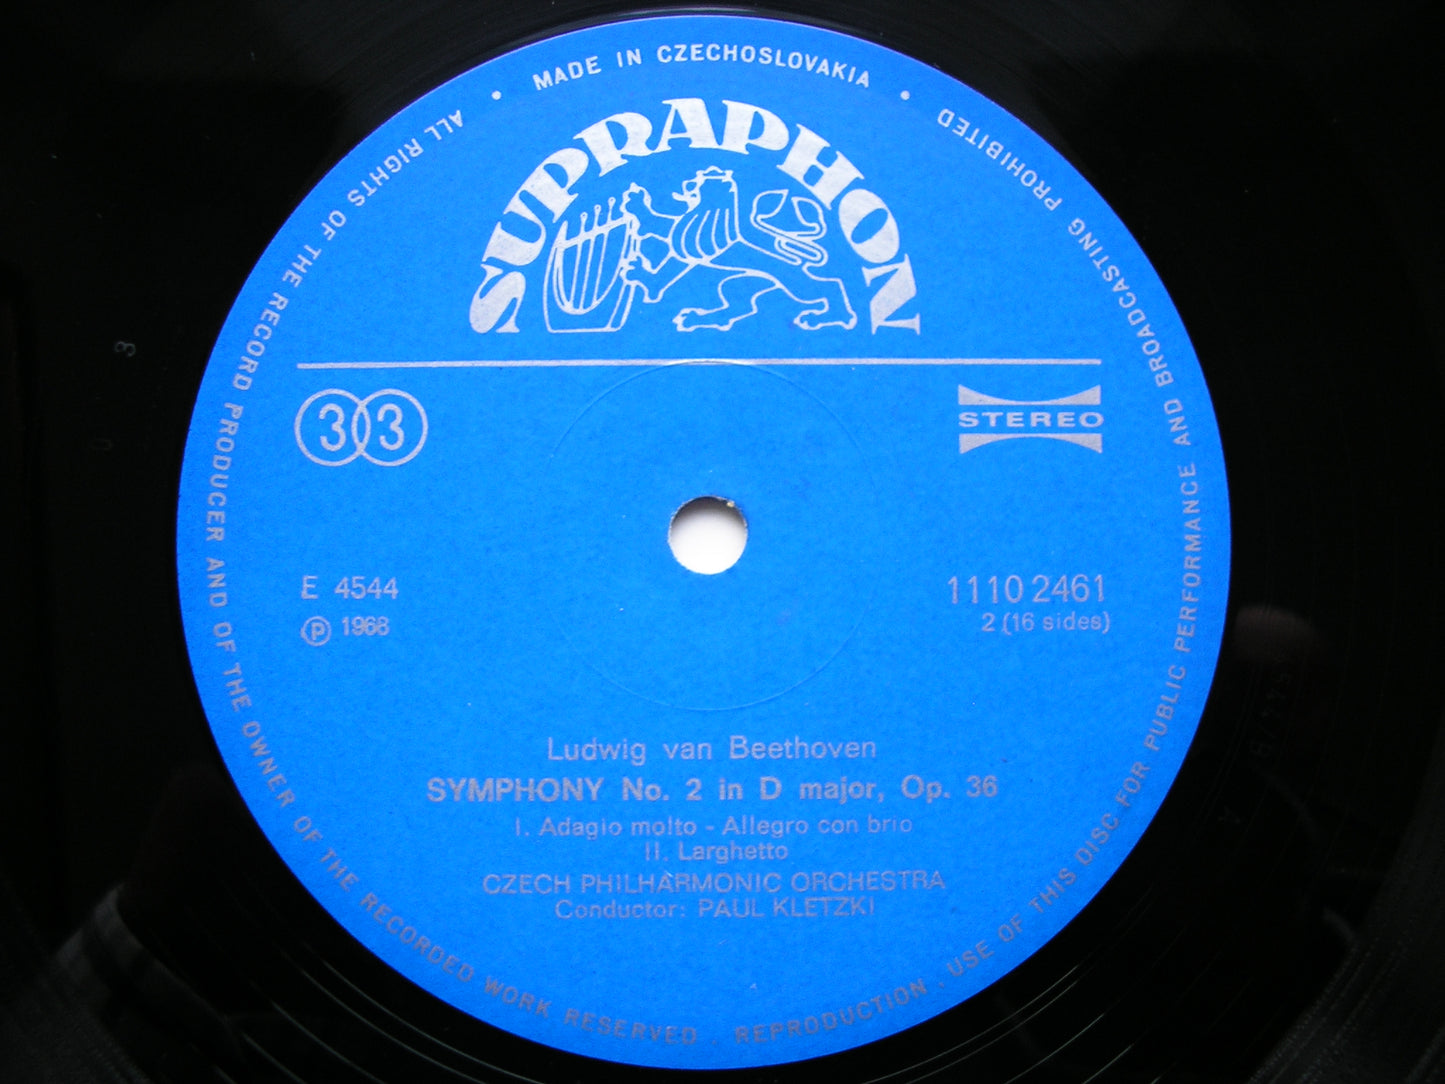 MADE IN CZECHOSLOVAKIA
SUPRAPHON
33
STEREO
E 4544
℗ 1968
1110 2461
2 (16 sides)
Ludwig van Beethoven
SYMPHONY No. 2 in D major, Op. 36
I. Adagio molto - Allegro con brio
II. Larghetto
CZECH PHILHARMONIC ORCHESTRA
Conductor: PAUL KLETZKI
ALL RIGHTS OF THE RECORD PRODUCER AND OF THE OWNER OF THE RECORDED WORK RESERVED . REPRODUCTION . USE OF THIS DISC FOR PUBLIC PERFORMANCE AND BROADCASTING PROHIBITED